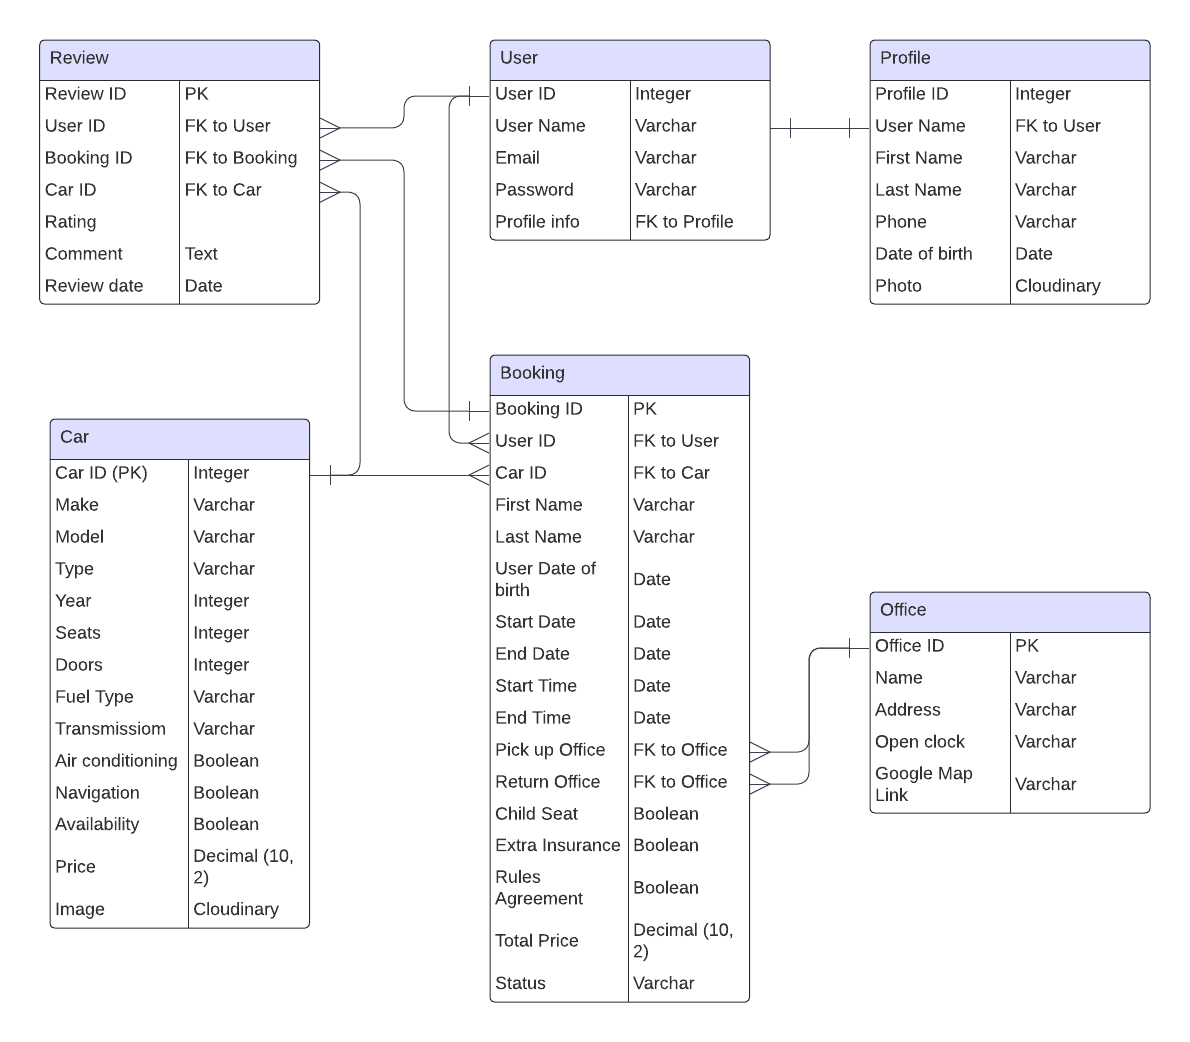 Review
Review ID PK
User ID FK to User
Booking ID FK to Booking
Car ID FK to Car
Rating
Comment Text
Review date Date
User
User ID Integer
User Name Varchar
Email Varchar
Password Varchar
Profile info FK to Profile
Profile
Profile ID Integer
User Name FK to User
First Name Varchar
Last Name Varchar
Phone Varchar
Date of birth Date
Photo Cloudinary
Car
Car ID (PK) Integer
Make Varchar
Model Varchar
Type Varchar
Year Integer
Seats Integer
Doors Integer
Fuel Type Varchar
Transmissiom Varchar
Air conditioning Boolean
Navigation Boolean
Availability Boolean
Price Decimal (10,
2)
Image Cloudinary
Booking
Booking ID PK
User ID FK to User
Car ID FK to Car
First Name Varchar
Last Name Varchar
User Date of
birth Date
Start Date Date
End Date Date
Start Time Date
End Time Date
Pick up Office FK to Office
Return Office FK to Office
Child Seat Boolean
Extra Insurance Boolean
Rules
Agreement Boolean
Total Price Decimal (10,
2)
Status Varchar
Office
Office ID PK
Name Varchar
Address Varchar
Open clock Varchar
Google Map
Link Varchar